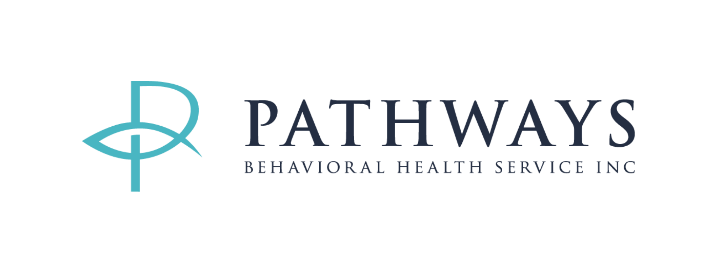 PATHWAYS
BEHAVIORAL HEALTH SERVICE INC